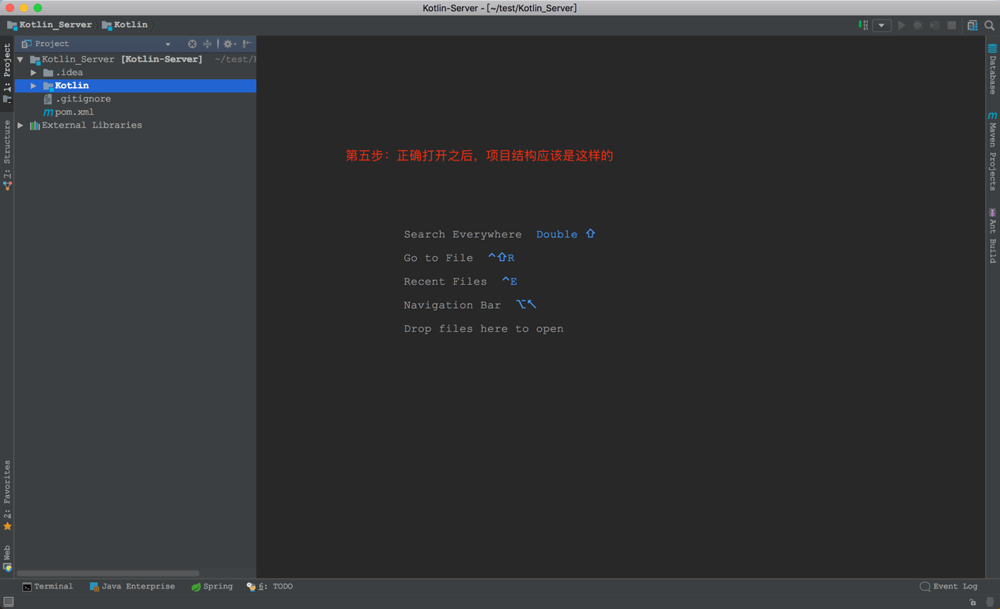 Kotlin-Server - [~/test/Kotlin_Server]
Kotlin_Server Kotlin
Project
Kotlin_Server [Kotlin-Server] ~/test/
.idea
Kotlin
.gitignore
pom.xml
External Libraries
1: Project
7: Structure
2: Favorites
Web
第五步：正确打开之后，项目结构应该是这样的
Search Everywhere Double ⇧
Go to File ^⇧R
Recent Files ^E
Navigation Bar ⌥↖
Drop files here to open
Database
m Maven Projects
Ant Build
Terminal Java Enterprise Spring 6: TODO Event Log